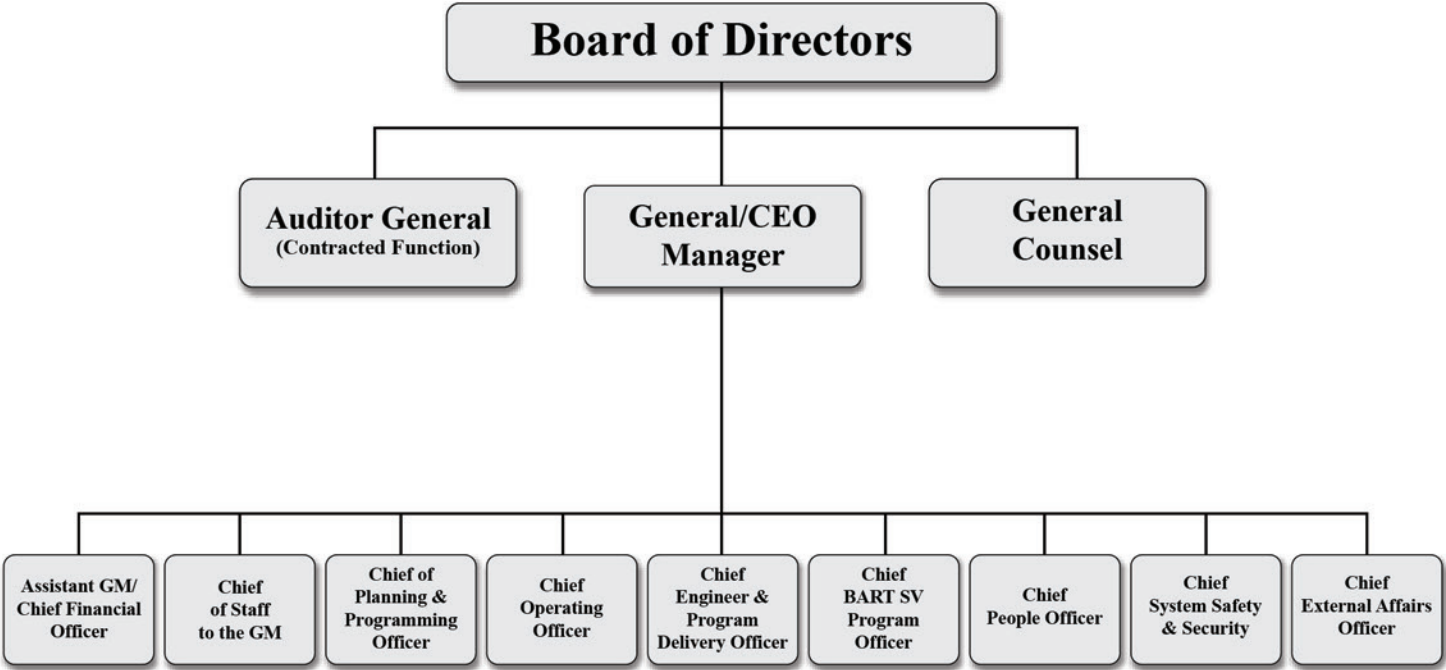 Board of Directors
Auditor General
(Contracted Function)
General/CEO
Manager
General
Counsel
Assistant GM/
Chief Financial
Officer
Chief
of Staff
to the GM
Chief of
Planning &
Programming
Officer
Chief
Operating
Officer
Chief
Engineer &
Program
Delivery Officer
Chief
BART SV
Program
Officer
Chief
People Officer
Chief
System Safety
& Security
Chief
External Affairs
Officer